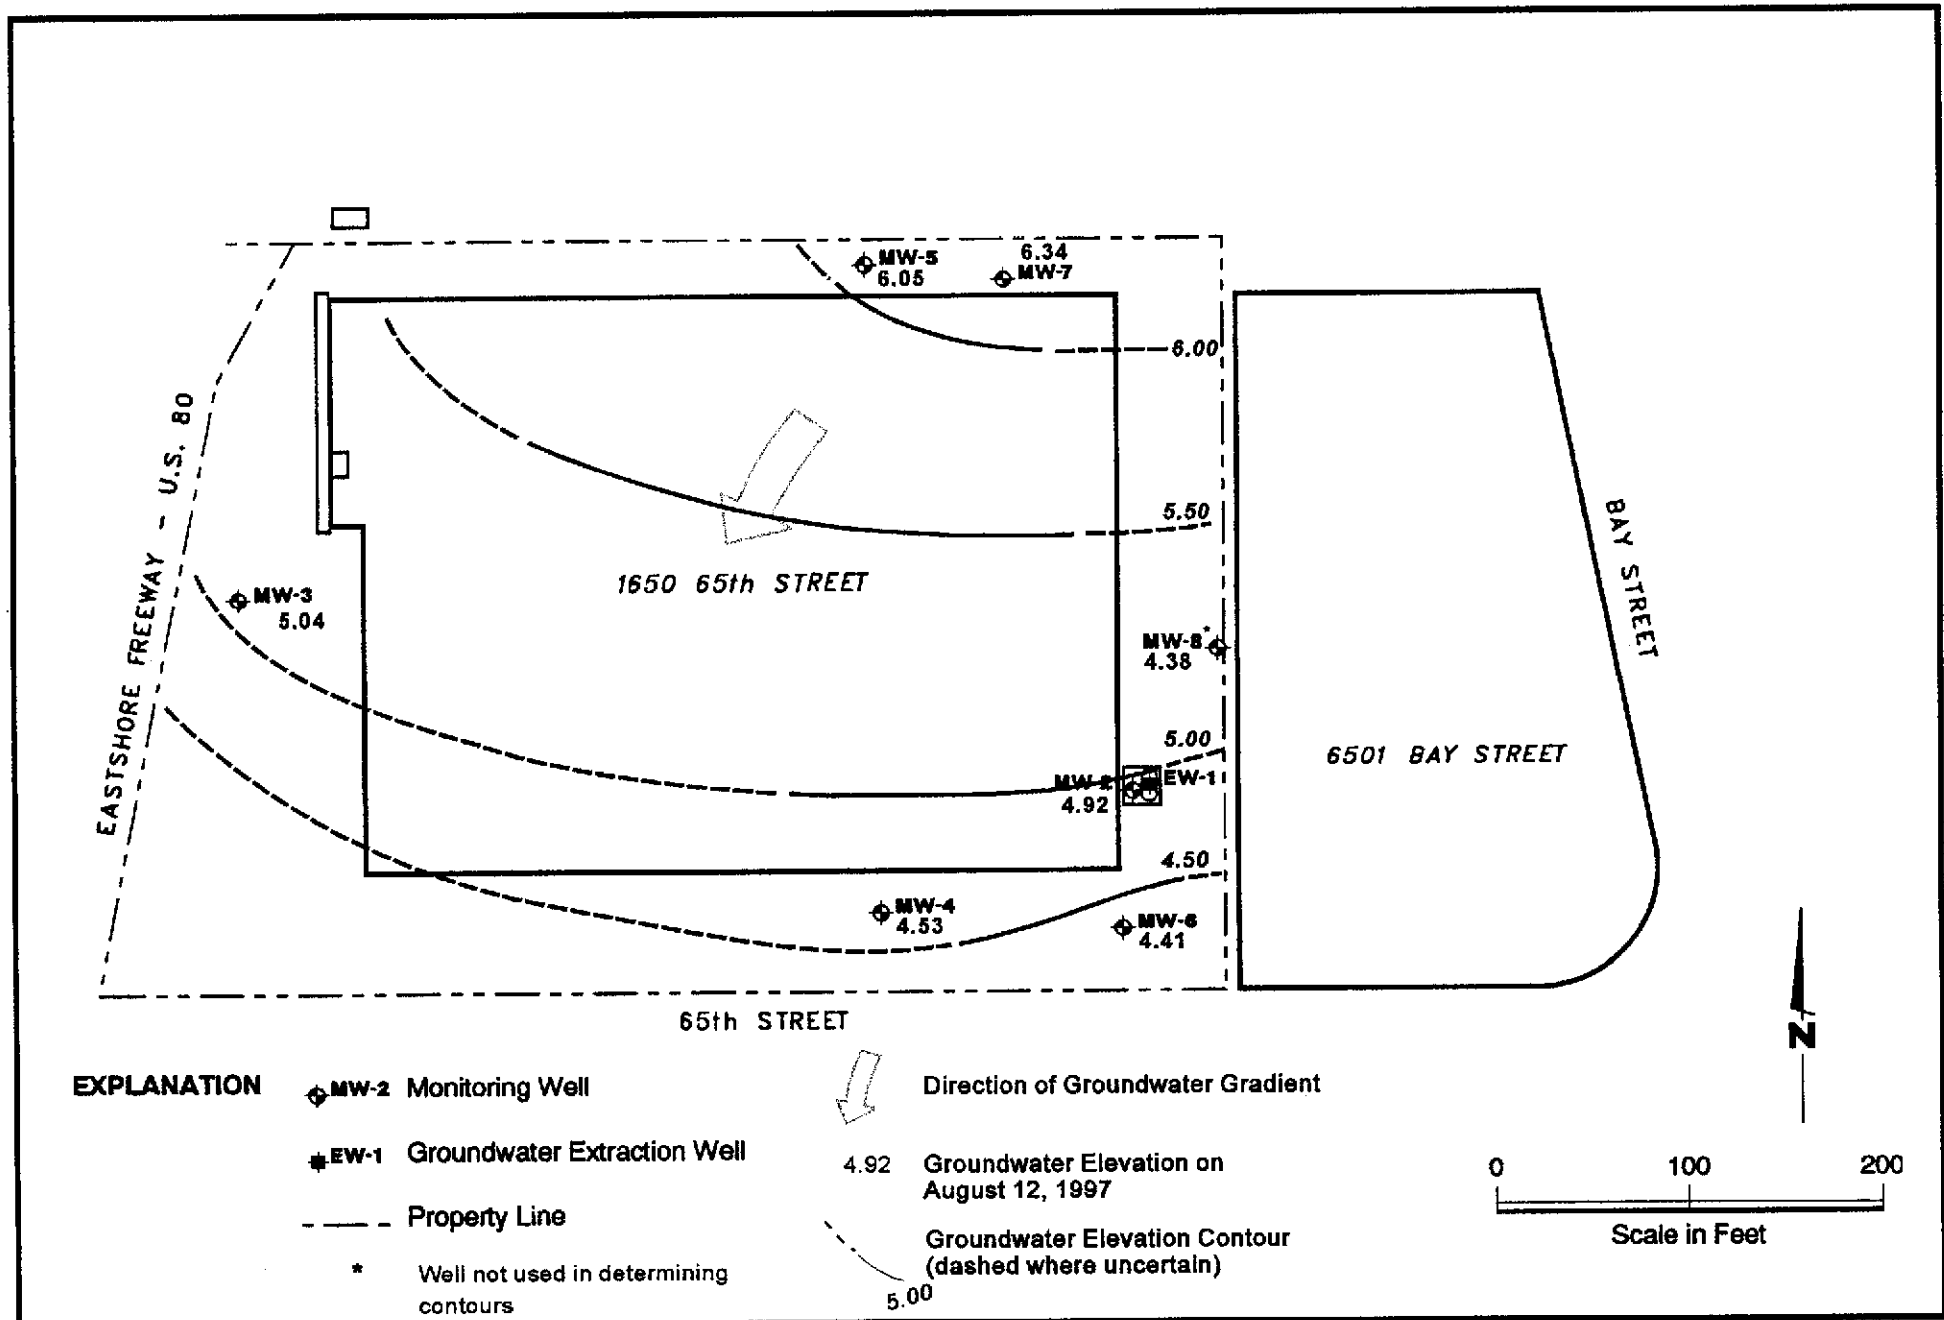 MW-5
6.05
6.34
MW-7
6.00
EASTSHORE FREEWAY - U.S. 80
5.50
BAY STREET
1650 65th STREET
MW-3
5.04
MW-8*
4.38
5.00
6501 BAY STREET
MW-2
4.92
EW-1
4.50
MW-4
4.53
MW-6
4.41
65th STREET
N
EXPLANATION
MW-2 Monitoring Well
EW-1 Groundwater Extraction Well
Property Line
* Well not used in determining
contours
Direction of Groundwater Gradient
4.92 Groundwater Elevation on
August 12, 1997
Groundwater Elevation Contour
(dashed where uncertain)
5.00
0 100 200
Scale in Feet